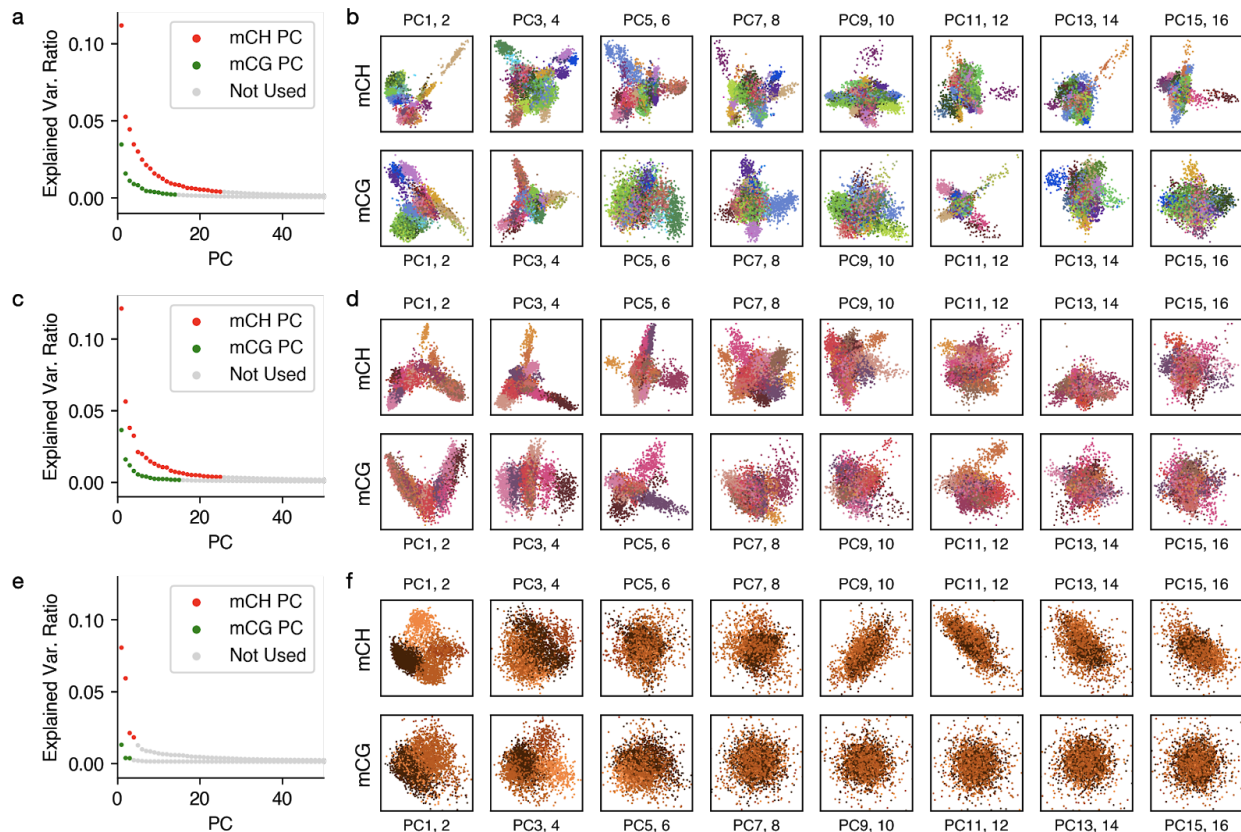 a
Explained Var. Ratio
0.10
0.05
0.00
mCH PC
mCG PC
Not Used
0
20
40
PC
b
PC1, 2
PC3, 4
PC5, 6
PC7, 8
PC9, 10
PC11, 12
PC13, 14
PC15, 16
mCH
mCG
PC1, 2
PC3, 4
PC5, 6
PC7, 8
PC9, 10
PC11, 12
PC13, 14
PC15, 16
c
Explained Var. Ratio
0.10
0.05
0.00
mCH PC
mCG PC
Not Used
0
20
40
PC
d
PC1, 2
PC3, 4
PC5, 6
PC7, 8
PC9, 10
PC11, 12
PC13, 14
PC15, 16
mCH
mCG
PC1, 2
PC3, 4
PC5, 6
PC7, 8
PC9, 10
PC11, 12
PC13, 14
PC15, 16
e
Explained Var. Ratio
0.10
0.05
0.00
mCH PC
mCG PC
Not Used
0
20
40
PC
f
PC1, 2
PC3, 4
PC5, 6
PC7, 8
PC9, 10
PC11, 12
PC13, 14
PC15, 16
mCH
mCG
PC1, 2
PC3, 4
PC5, 6
PC7, 8
PC9, 10
PC11, 12
PC13, 14
PC15, 16